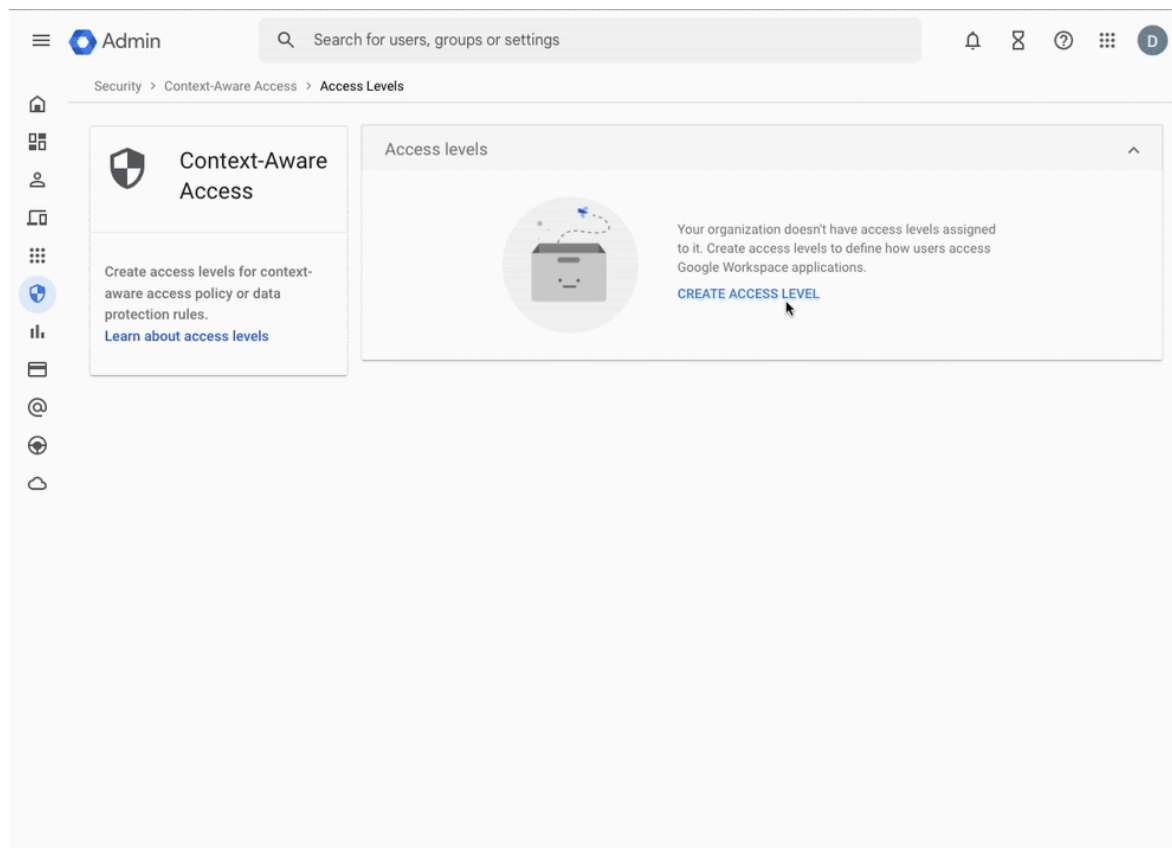 Admin
Search for users, groups or settings
D
Security > Context-Aware Access > Access Levels
Context-Aware
Access
Create access levels for context-
aware access policy or data
protection rules.
Learn about access levels
Access levels
Your organization doesn't have access levels assigned
to it. Create access levels to define how users access
Google Workspace applications.
CREATE ACCESS LEVEL